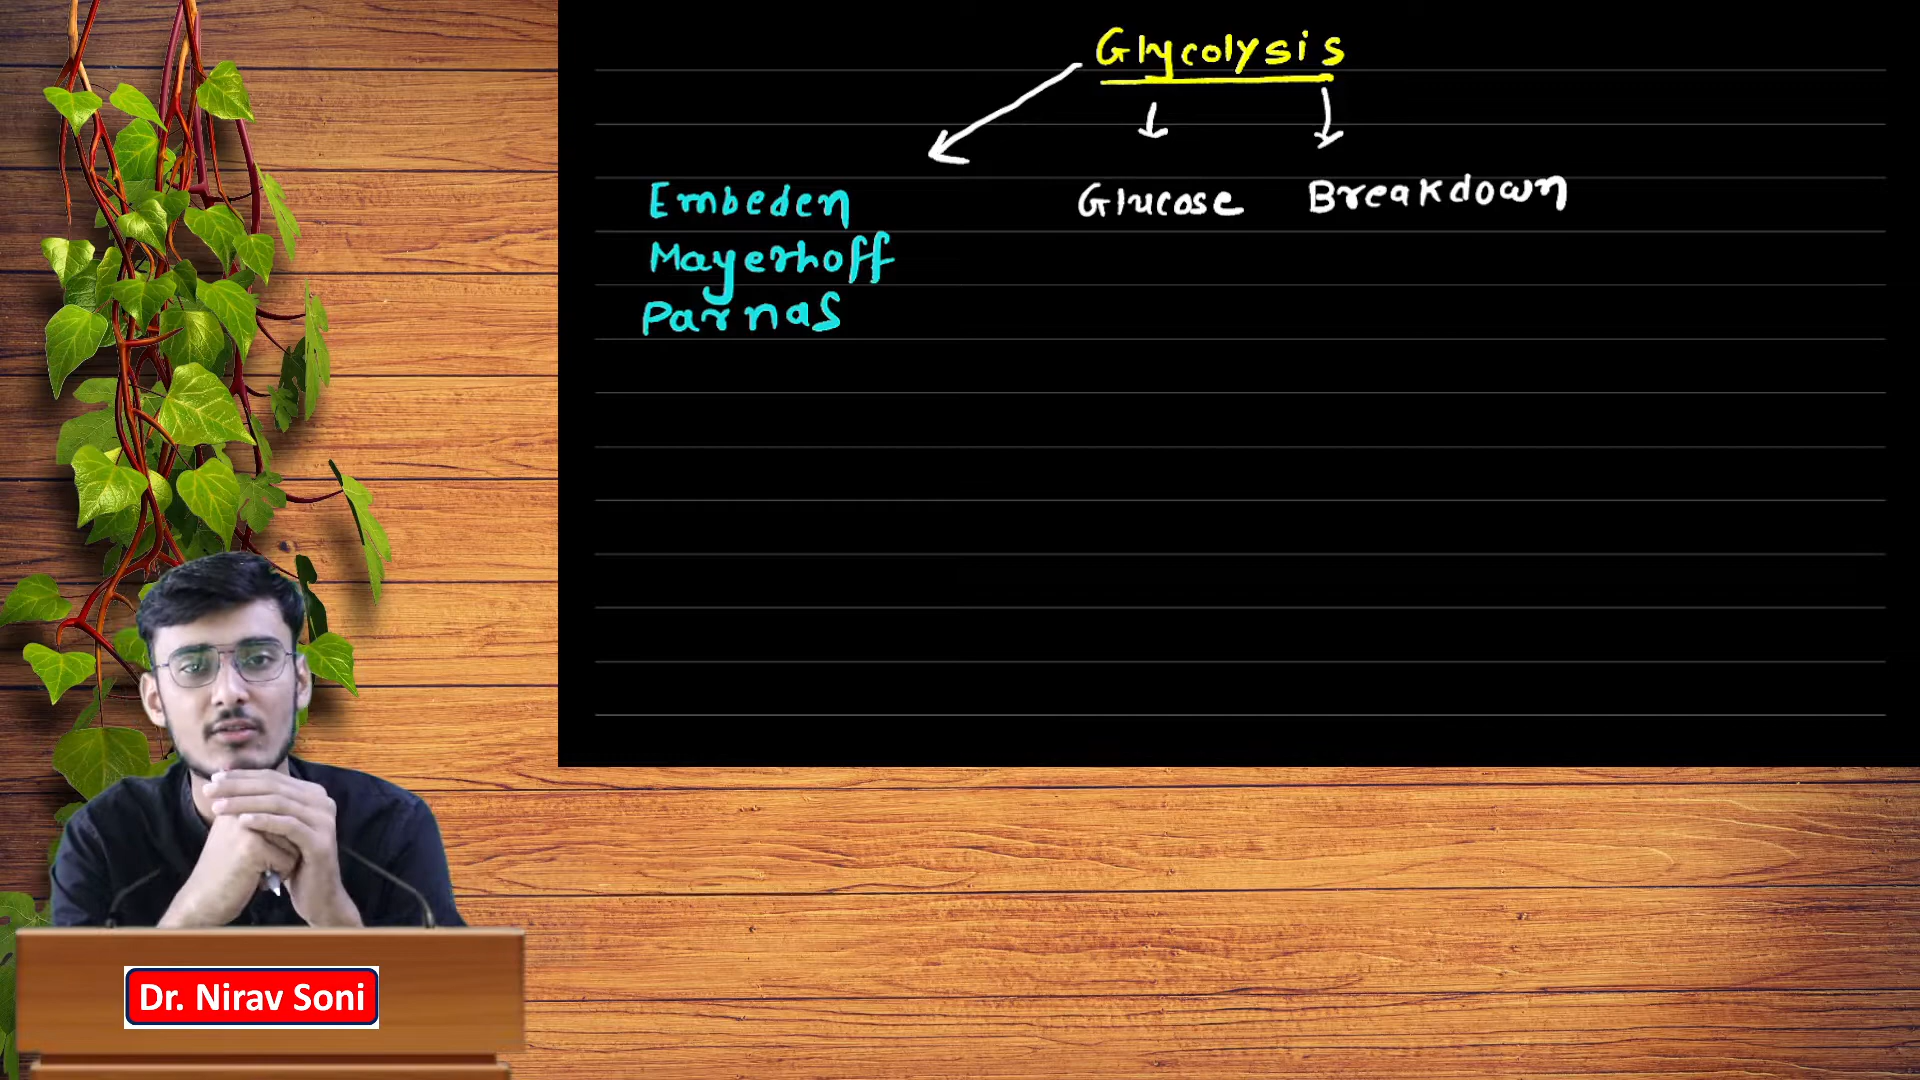 Glycolysis
Embeden
Glucose Breakdown
Mayerhoff
Parnas
Dr. Nirav Soni